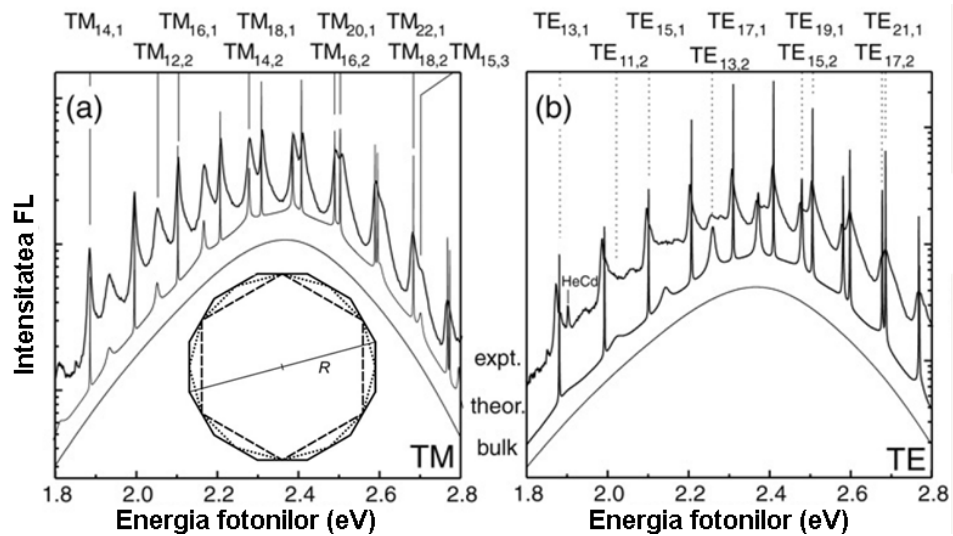 TM14,1 TM16,1 TM18,1 TM20,1 TM22,1
TM12,2 TM14,2 TM16,2 TM18,2 TM15,3
TE13,1 TE15,1 TE17,1 TE19,1 TE21,1
TE11,2 TE13,2 TE15,2 TE17,2
Intensitatea FL
(a)
R
TM
1.8 2.0 2.2 2.4 2.6 2.8
Energia fotonilor (eV)
expt.
theor.
bulk
(b)
HeCd
TE
1.8 2.0 2.2 2.4 2.6 2.8
Energia fotonilor (eV)